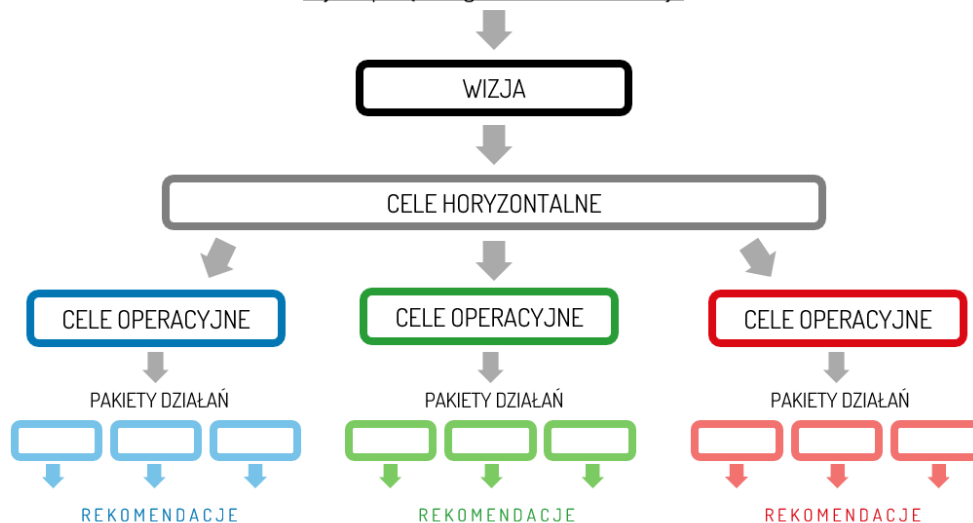 WIZJA
CELE HORYZONTALNE
CELE OPERACYJNE CELE OPERACYJNE CELE OPERACYJNE
PAKIETY DZIAŁAŃ PAKIETY DZIAŁAŃ PAKIETY DZIAŁAŃ
REKOMENDACJE REKOMENDACJE REKOMENDACJE